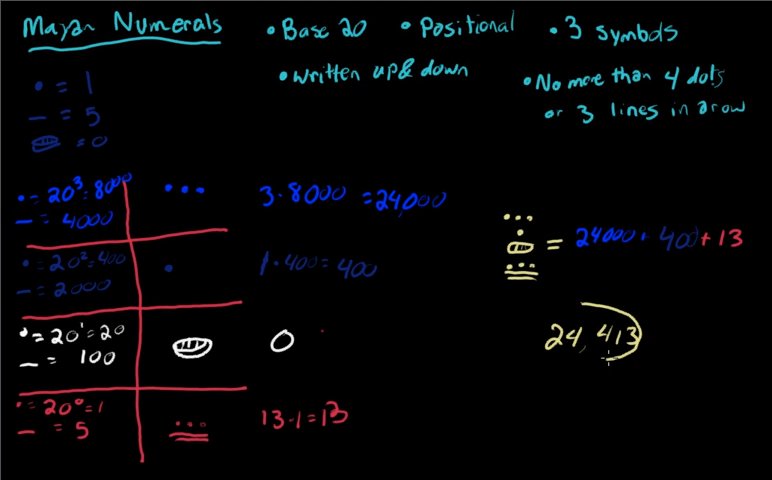 Mayan Numerals
• Base 20 • Positional • 3 symbols
• Written up & down
• No more than 4 dots
or 3 lines in a row
• = 1
— = 5
= 0
• = 20³ = 8000
— = 4000
• • •
3 · 8000 = 24,000
• = 20² = 400
— = 2000
•
1 · 400 = 400
• = 20¹ = 20
— = 100
0
• = 20⁰ = 1
— = 5
• • •
13 · 1 = 13
= 24000 + 400 + 13
24,413